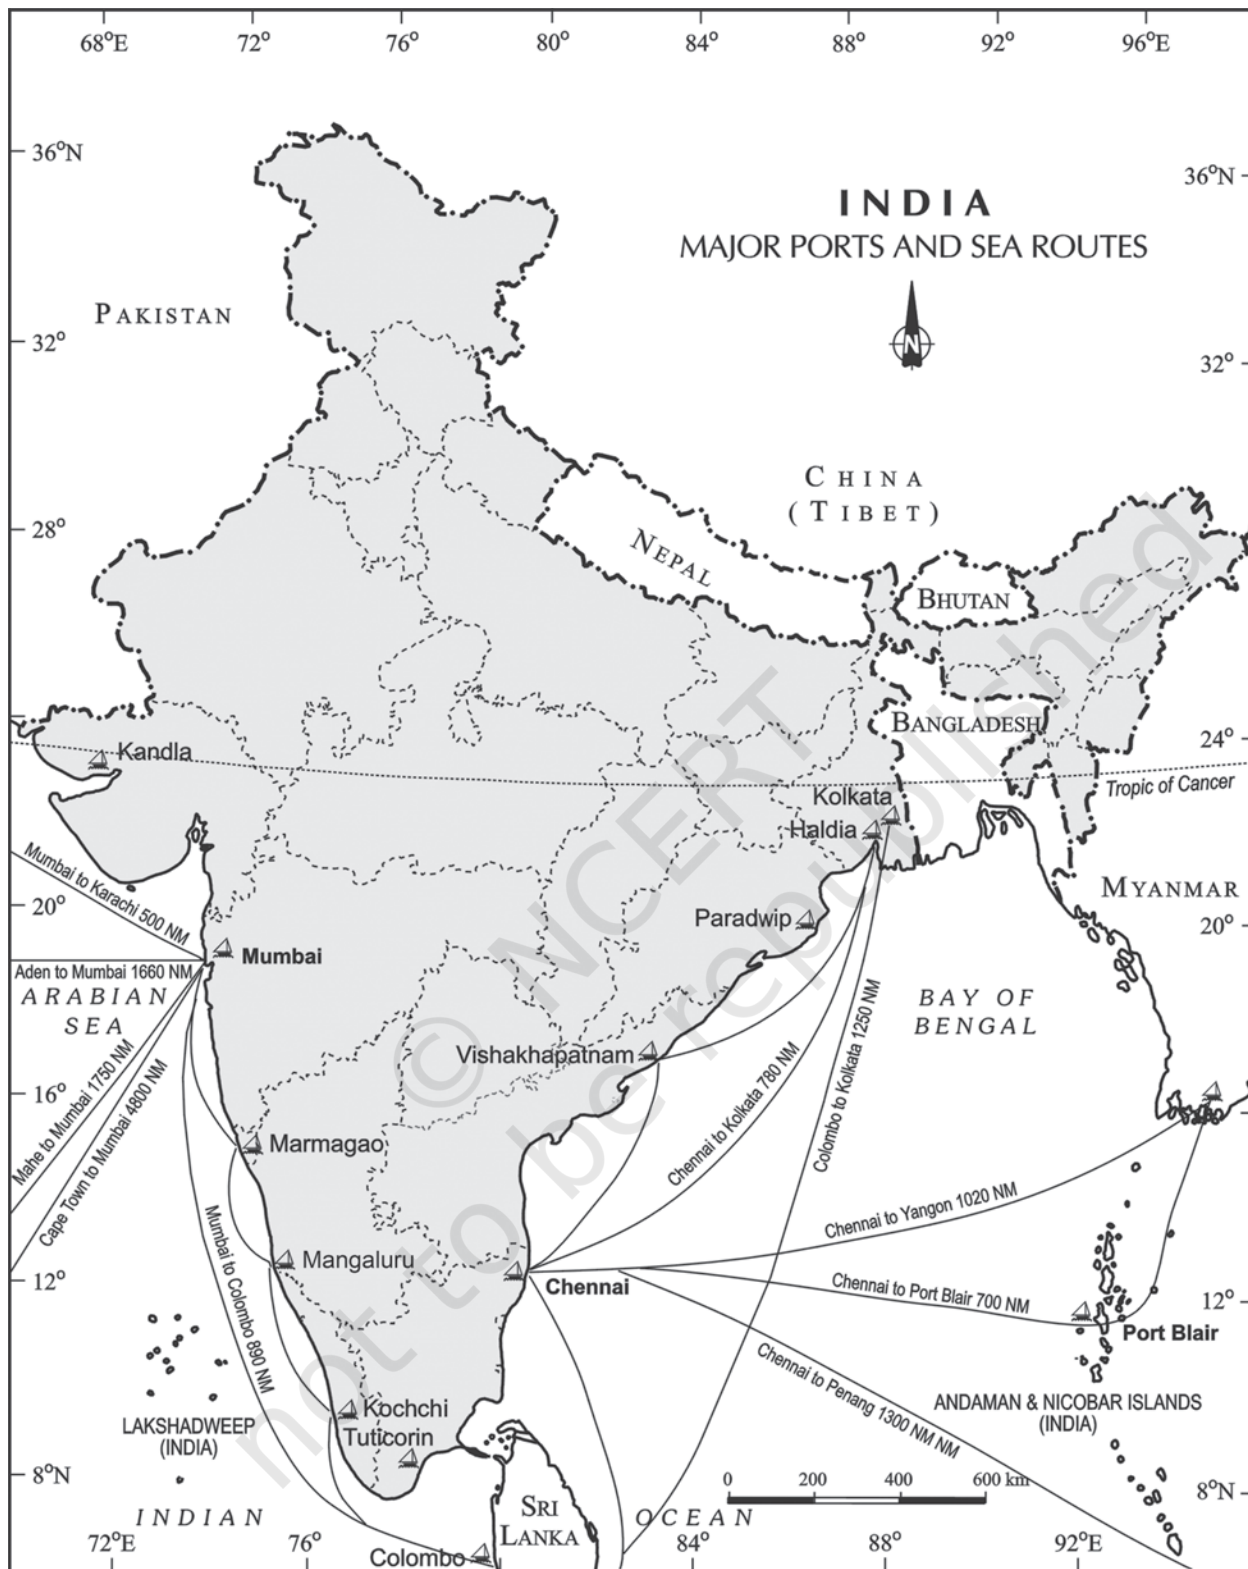 68°E 72° 76° 80° 84° 88° 92° 96°E
36°N
36°N
INDIA
MAJOR PORTS AND SEA ROUTES
N
PAKISTAN
32°
32°
CHINA
(TIBET)
28°
NEPAL
BHUTAN
BANGLADESH
24°
Kandla
Tropic of Cancer
Kolkata
Haldia
MYANMAR
Mumbai to Karachi 500 NM
20°
20°
Paradwip
Mumbai
Aden to Mumbai 1660 NM
ARABIAN
SEA
BAY OF
BENGAL
Vishakhapatnam
Mahe to Mumbai 1750 NM
Cape Town to Mumbai 4800 NM
Chennai to Kolkata 780 NM
Colombo to Kolkata 1250 NM
16°
Marmagao
Chennai to Yangon 1020 NM
Mumbai to Colombo 890 NM
Mangaluru
12°
Chennai
Chennai to Port Blair 700 NM
12°
Port Blair
Chennai to Penang 1300 NM NM
Kochchi
LAKSHADWEEP
(INDIA)
Tuticorin
ANDAMAN & NICOBAR ISLANDS
(INDIA)
8°N
0 200 400 600 km
8°N
INDIAN
SRI
LANKA
OCEAN
Colombo
72°E 76° 84° 88° 92°E
© NCERT
not to be republished